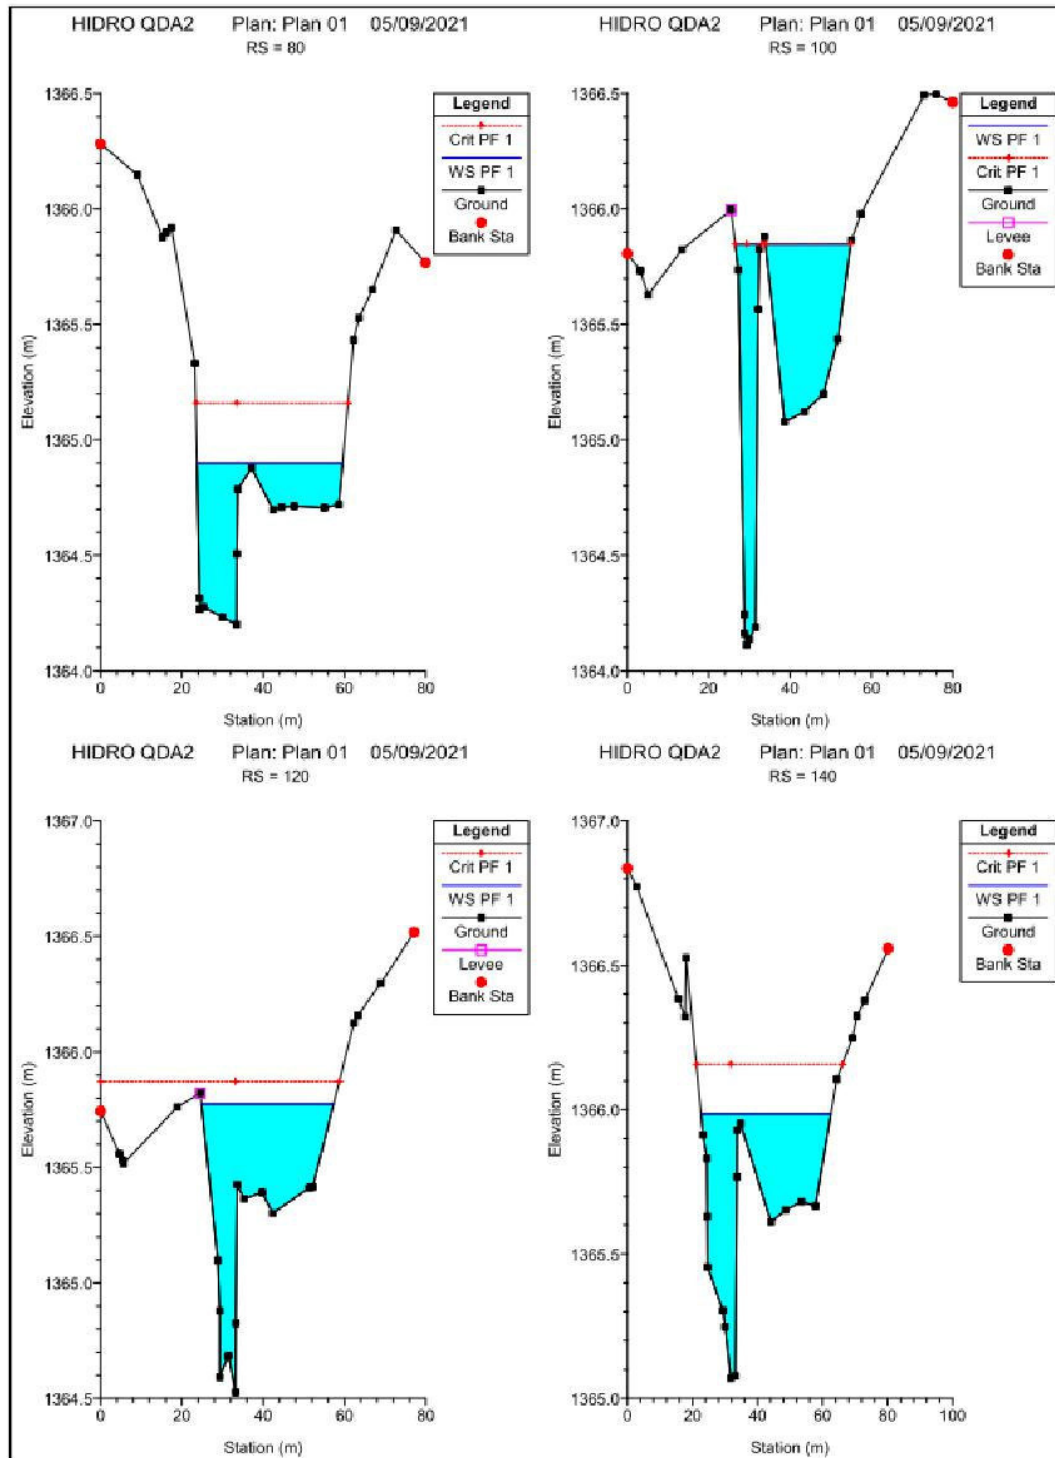 HIDRO QDA2 Plan: Plan 01 05/09/2021
RS = 80
1366.5
1366.0
1365.5
1365.0
1364.5
1364.0
Elevation (m)
0 20 40 60 80
Station (m)
Legend
Crit PF 1
WS PF 1
Ground
Bank Sta
HIDRO QDA2 Plan: Plan 01 05/09/2021
RS = 100
1366.5
1366.0
1365.5
1365.0
1364.5
1364.0
Elevation (m)
0 20 40 60 80
Station (m)
Legend
WS PF 1
Crit PF 1
Ground
Levee
Bank Sta
HIDRO QDA2 Plan: Plan 01 05/09/2021
RS = 120
1367.0
1366.5
1366.0
1365.5
1365.0
1364.5
Elevation (m)
0 20 40 60 80
Station (m)
Legend
Crit PF 1
WS PF 1
Ground
Levee
Bank Sta
HIDRO QDA2 Plan: Plan 01 05/09/2021
RS = 140
1367.0
1366.5
1366.0
1365.5
1365.0
Elevation (m)
0 20 40 60 80 100
Station (m)
Legend
Crit PF 1
WS PF 1
Ground
Bank Sta